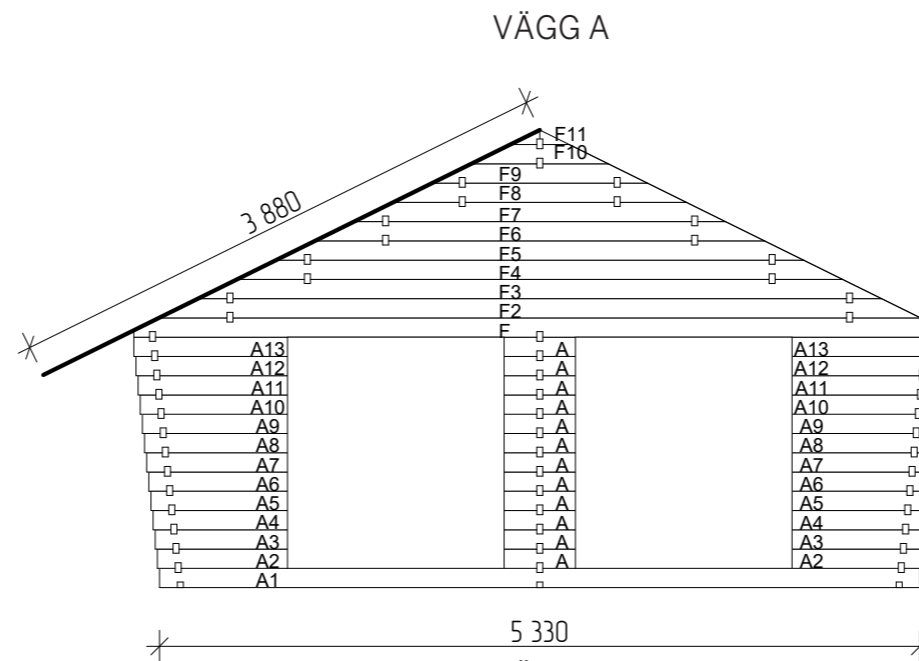 VÄGG A
3 880
F11
F10
F9
F8
F7
F6
F5
F4
F3
F2
F
A13 A A13
A12 A A12
A11 A A11
A10 A A10
A9 A A9
A8 A A8
A7 A A7
A6 A A6
A5 A A5
A4 A A4
A3 A A3
A2 A A2
A1
5 330